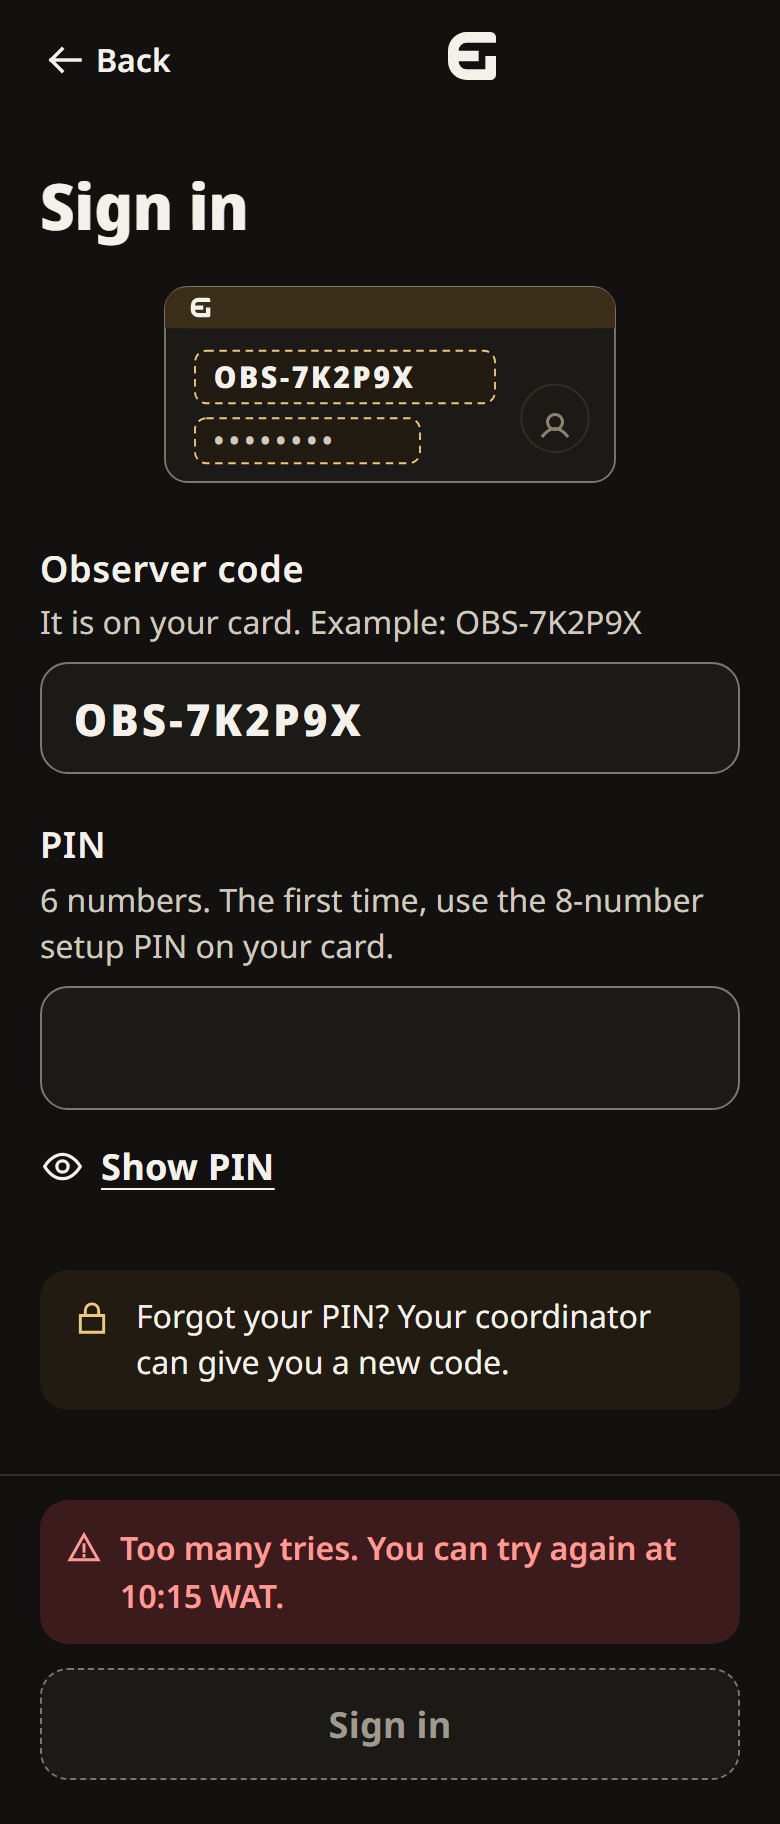 Back
Sign in
OBS-7K2P9X
••••••••
Observer code
It is on your card. Example: OBS-7K2P9X
OBS-7K2P9X
PIN
6 numbers. The first time, use the 8-number
setup PIN on your card.
Show PIN
Forgot your PIN? Your coordinator
can give you a new code.
Too many tries. You can try again at
10:15 WAT.
Sign in